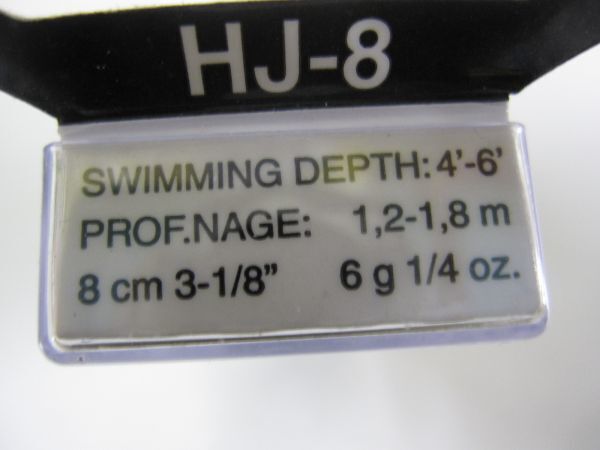 HJ-8
SWIMMING DEPTH: 4'-6'
PROF.NAGE: 1,2-1,8 m
8 cm 3-1/8” 6 g 1/4 oz.